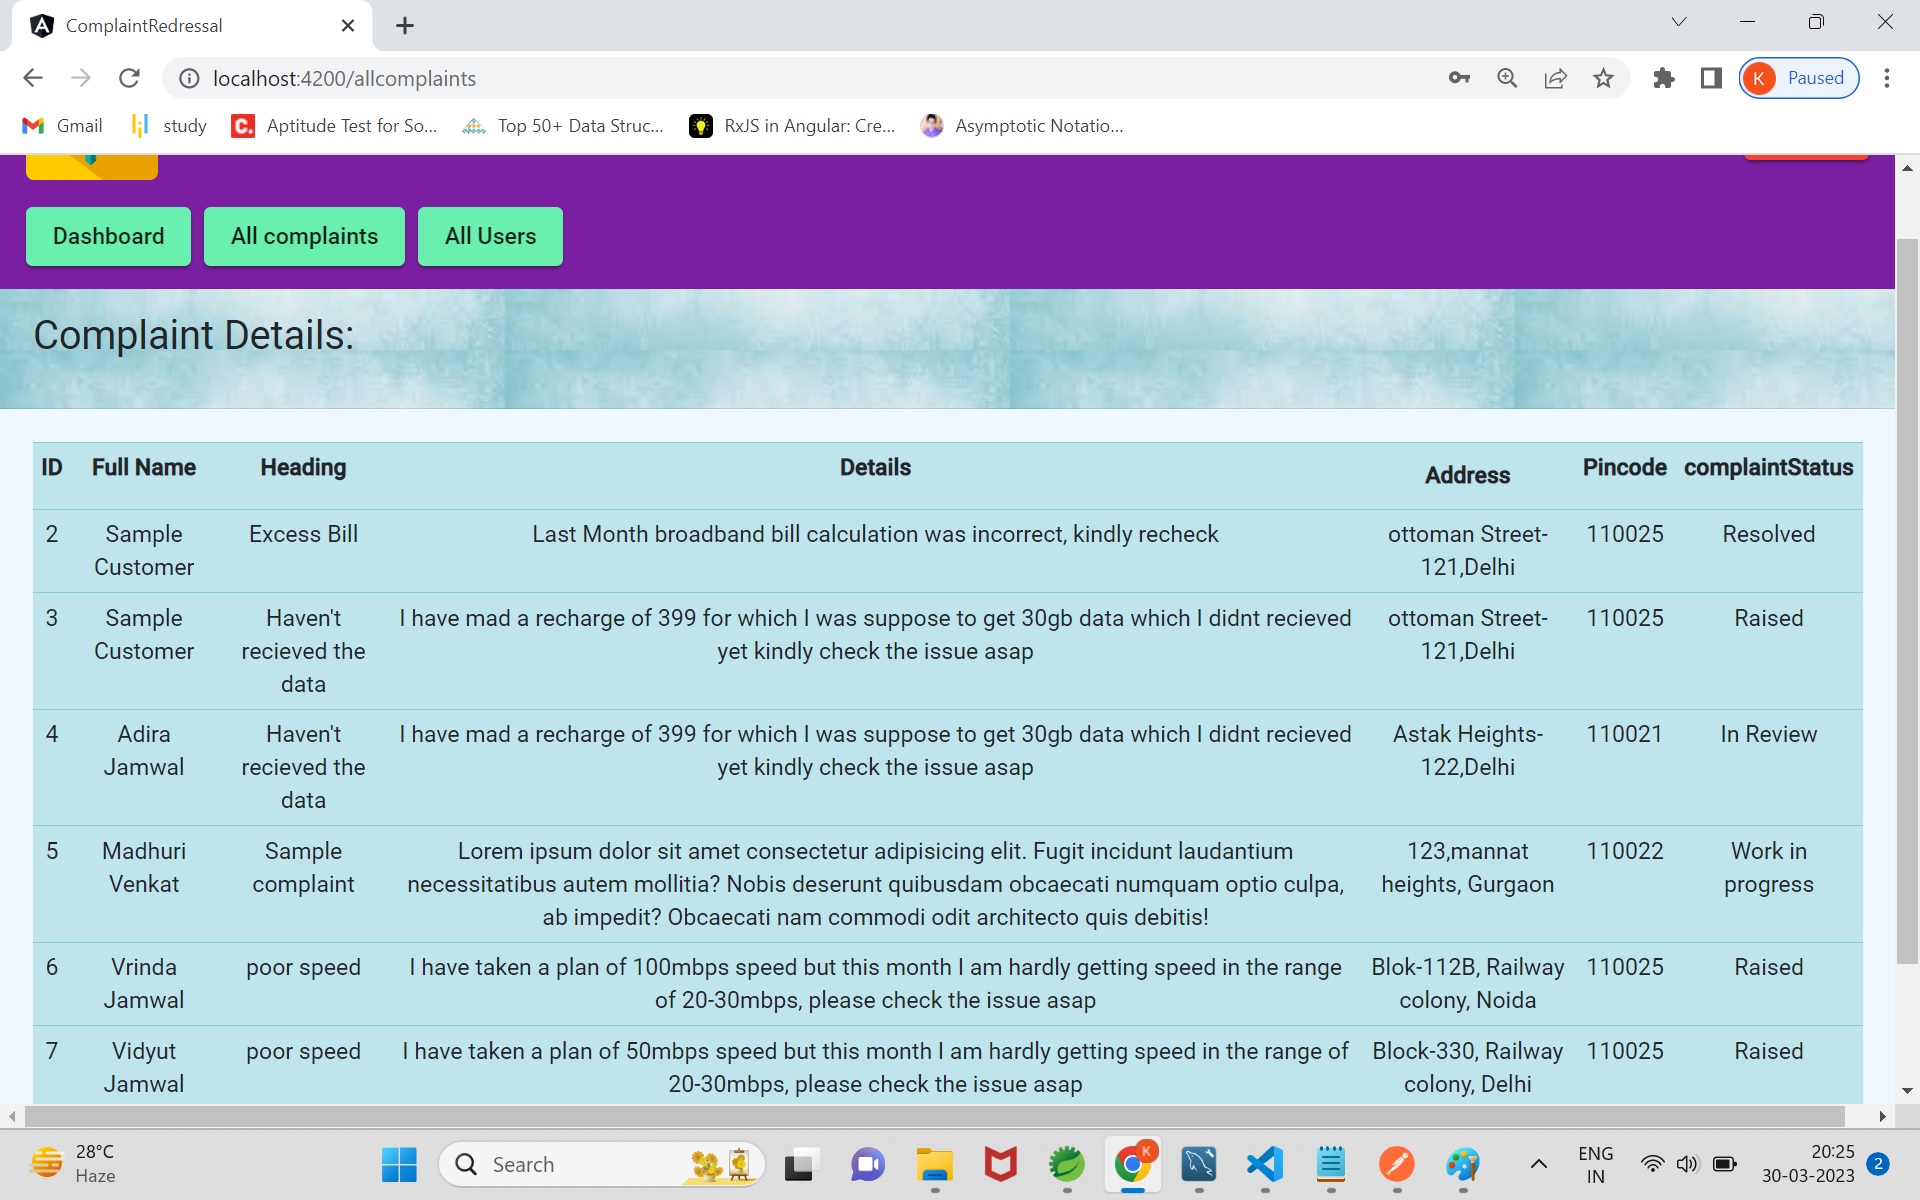 ComplaintRedressal
localhost:4200/allcomplaints
K Paused
Gmail study C. Aptitude Test for So... Top 50+ Data Struc... RxJS in Angular: Cre... Asymptotic Notatio...
Dashboard All complaints All Users
Complaint Details:
ID Full Name Heading Details Address Pincode complaintStatus
2 Sample Excess Bill Last Month broadband bill calculation was incorrect, kindly recheck ottoman Street- 110025 Resolved
Customer 121,Delhi
3 Sample Haven't I have mad a recharge of 399 for which I was suppose to get 30gb data which I didnt recieved ottoman Street- 110025 Raised
Customer recieved the yet kindly check the issue asap 121,Delhi
data
4 Adira Haven't I have mad a recharge of 399 for which I was suppose to get 30gb data which I didnt recieved Astak Heights- 110021 In Review
Jamwal recieved the yet kindly check the issue asap 122,Delhi
data
5 Madhuri Sample Lorem ipsum dolor sit amet consectetur adipisicing elit. Fugit incidunt laudantium 123,mannat 110022 Work in
Venkat complaint necessitatibus autem mollitia? Nobis deserunt quibusdam obcaecati numquam optio culpa, heights, Gurgaon progress
ab impedit? Obcaecati nam commodi odit architecto quis debitis!
6 Vrinda poor speed I have taken a plan of 100mbps speed but this month I am hardly getting speed in the range Blok-112B, Railway 110025 Raised
Jamwal of 20-30mbps, please check the issue asap colony, Noida
7 Vidyut poor speed I have taken a plan of 50mbps speed but this month I am hardly getting speed in the range of Block-330, Railway 110025 Raised
Jamwal 20-30mbps, please check the issue asap colony, Delhi
28°C
Haze
Search
K
ENG
IN
20:25
30-03-2023
2